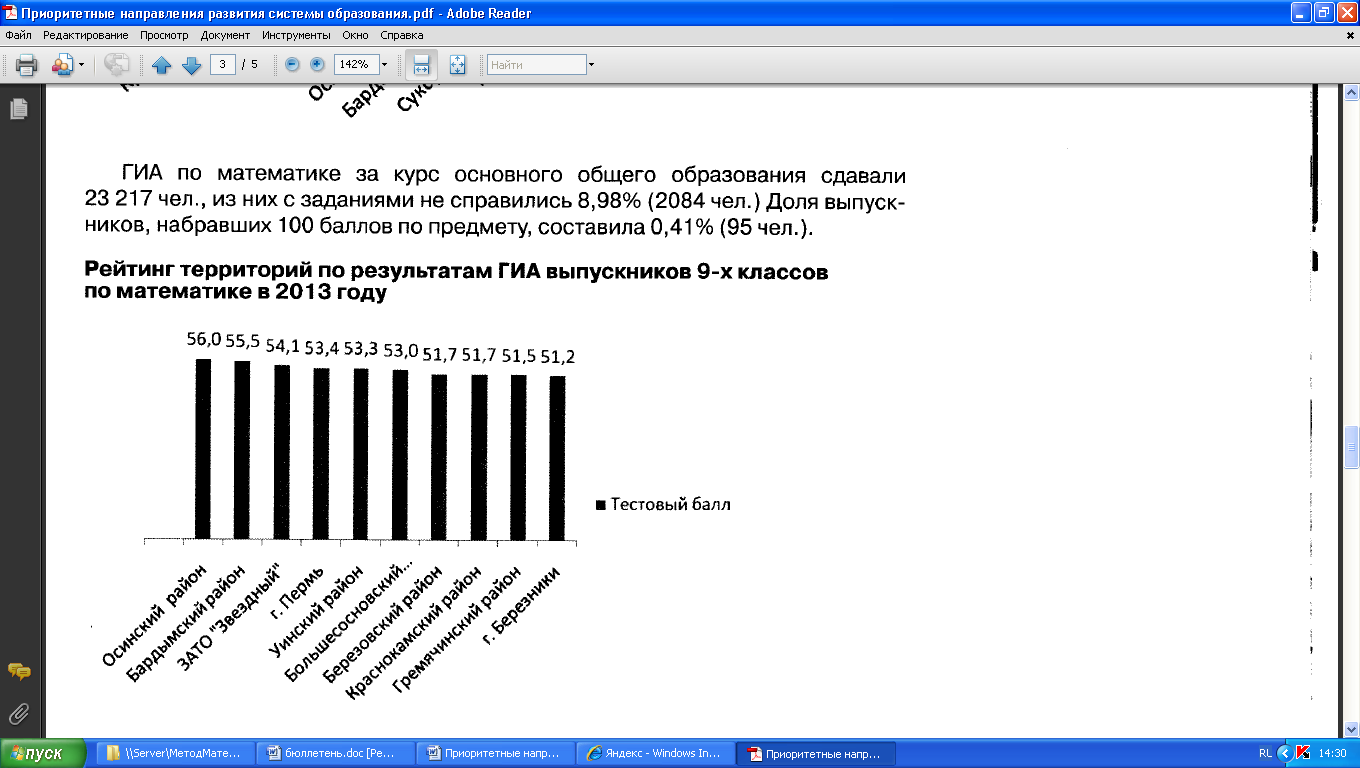 Приоритетные направления развития системы образования.pdf - Adobe Reader
Файл Редактирование Просмотр Документ Инструменты Окно Справка
3 / 5 142% Найти
ГИА по математике за курс основного общего образования сдавали
23 217 чел., из них с заданиями не справились 8,98% (2084 чел.) Доля выпуск-
ников, набравших 100 баллов по предмету, составила 0,41% (95 чел.).
Рейтинг территорий по результатам ГИА выпускников 9-х классов
по математике в 2013 году
56,0 55,5 54,1 53,4 53,3 53,0 51,7 51,7 51,5 51,2
Тестовый балл
Осинский район
Бардымский район
ЗАТО "Звездный"
г. Пермь
Уинский район
Большесосновский...
Березовский район
Краснокамский район
Гремячинский район
г. Березники
пуск \\Server\МетодМате... бюллетень.doc [Ре... Приоритетные напр... Яндекс - Windows In... Приоритетные напр... RL 14:30